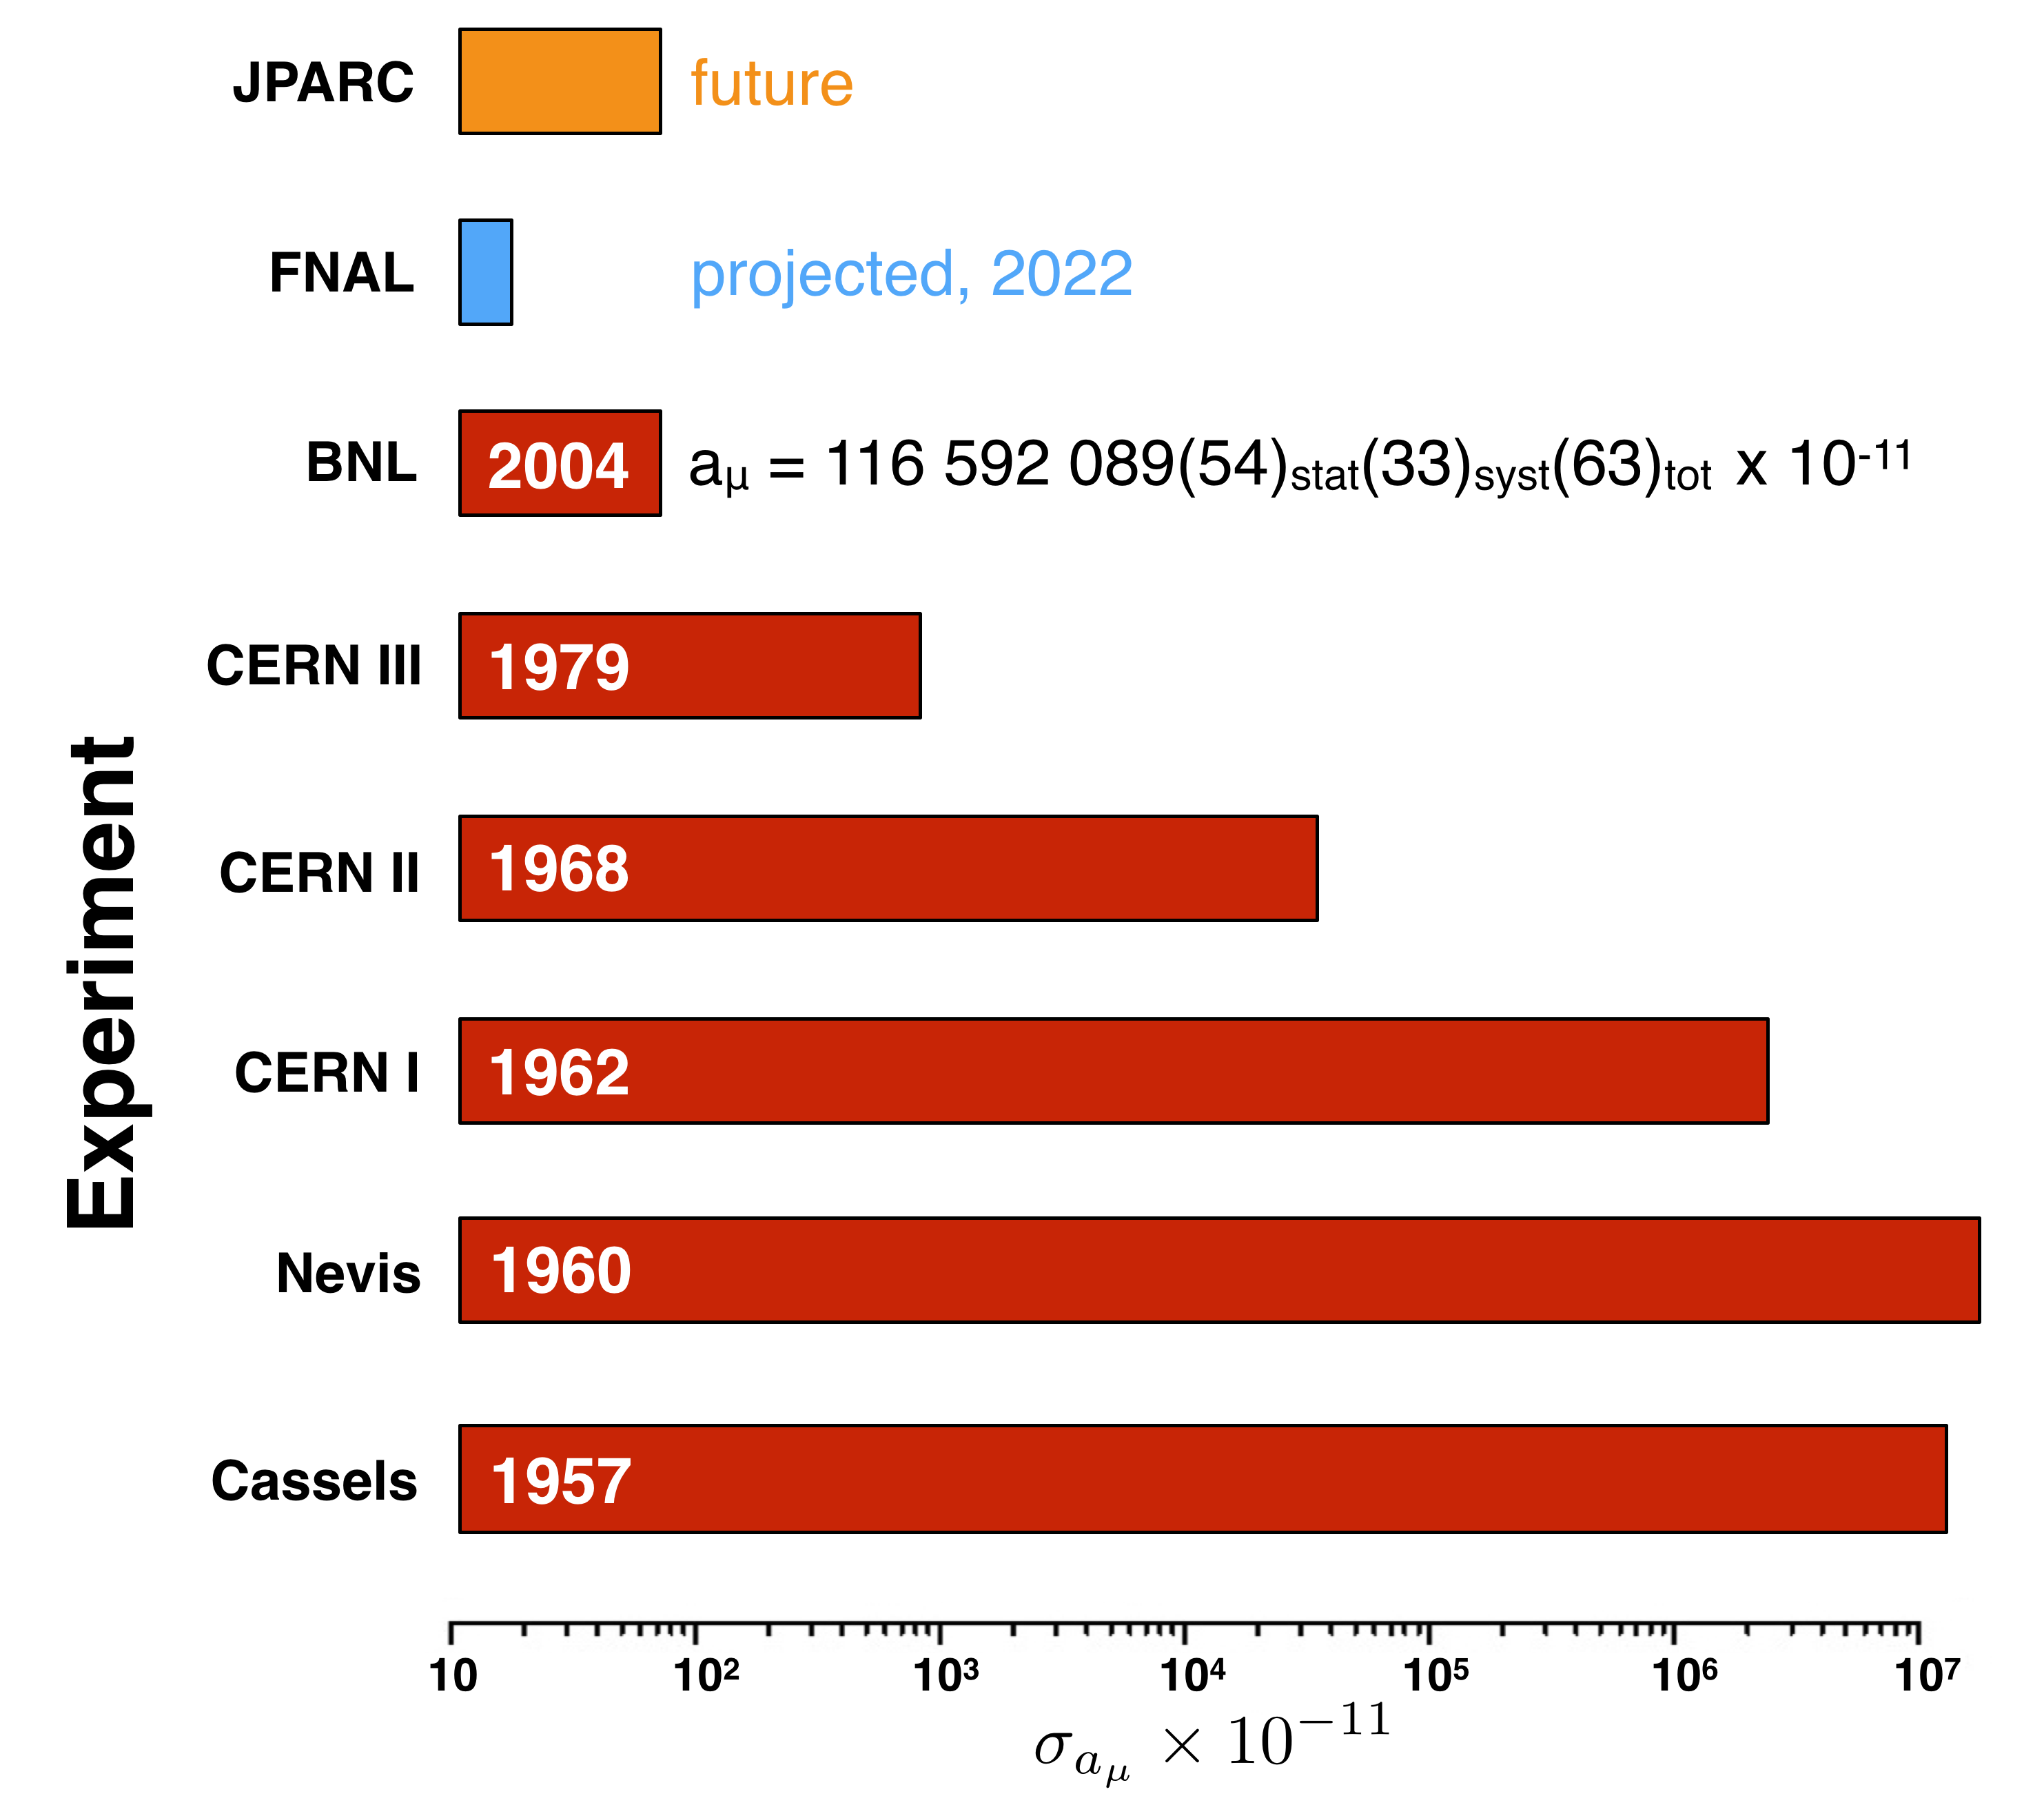 JPARC future
FNAL projected, 2022
BNL 2004 aμ = 116 592 089(54)stat(33)syst(63)tot x 10-11
CERN III 1979
CERN II 1968
CERN I 1962
Nevis 1960
Cassels 1957
Experiment
10 10² 10³ 10⁴ 10⁵ 10⁶ 10⁷
σaμ × 10−11